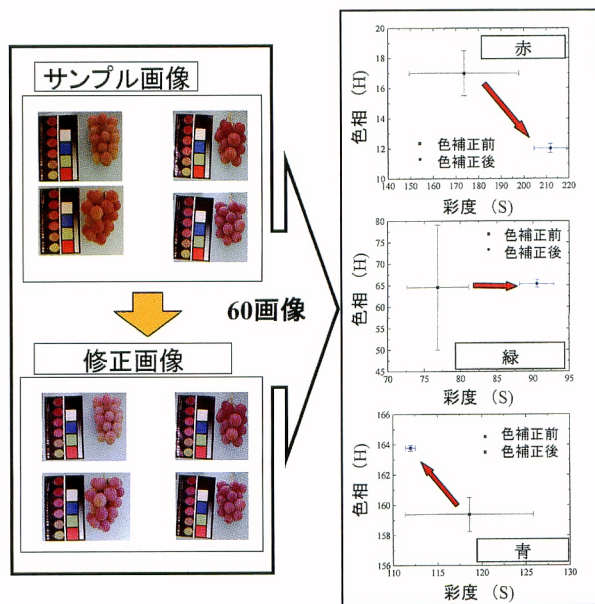 サンプル画像
60画像
修正画像
赤
色相 (H)
20
18
16
14
12
10
色補正前
色補正後
140 150 160 170 180 190 200 210 220
彩度 (S)
色相 (H)
80
75
70
65
60
55
50
45
色補正前
色補正後
緑
70 75 80 85 90 95
彩度 (S)
色相 (H)
166
164
162
160
158
156
色補正前
色補正後
青
110 115 120 125 130
彩度 (S)